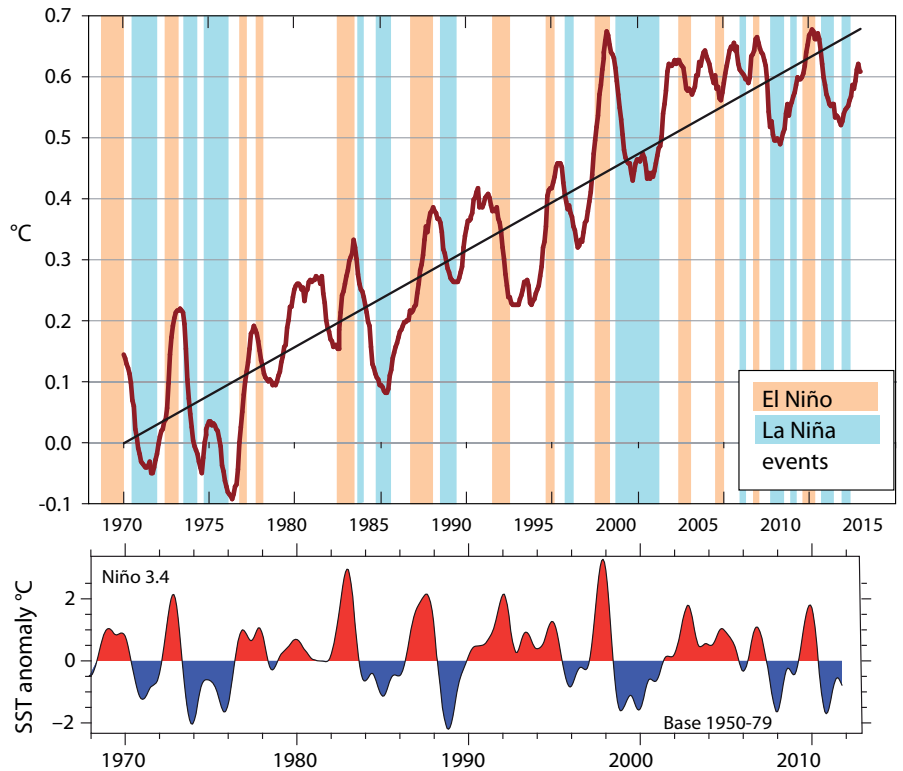 0.7
0.6
0.5
0.4
°C
0.3
0.2
0.1
0.0
-0.1
El Niño
La Niña
events
1970 1975 1980 1985 1990 1995 2000 2005 2010 2015
Niño 3.4
SST anomaly °C
2
0
−2
Base 1950-79
1970 1980 1990 2000 2010